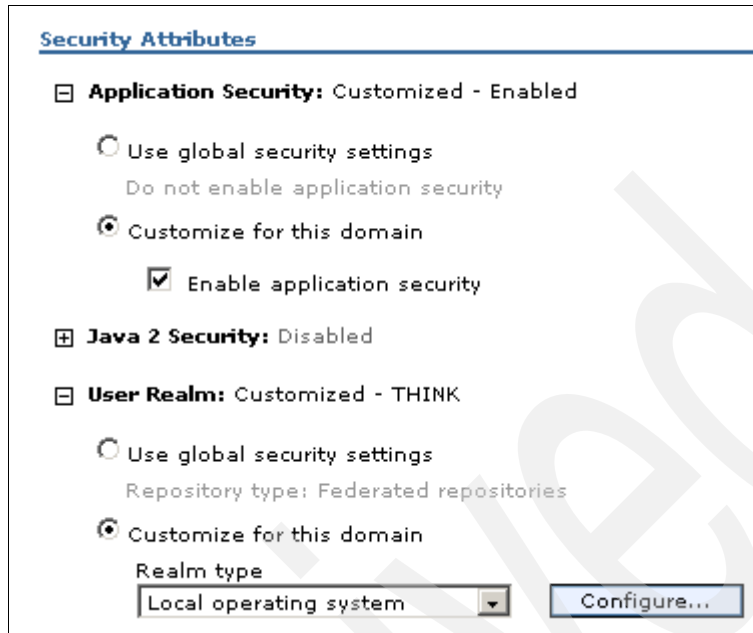 Security Attributes
Application Security: Customized - Enabled
Use global security settings
Do not enable application security
Customize for this domain
Enable application security
Java 2 Security: Disabled
User Realm: Customized - THINK
Use global security settings
Repository type: Federated repositories
Customize for this domain
Realm type
Local operating system Configure...